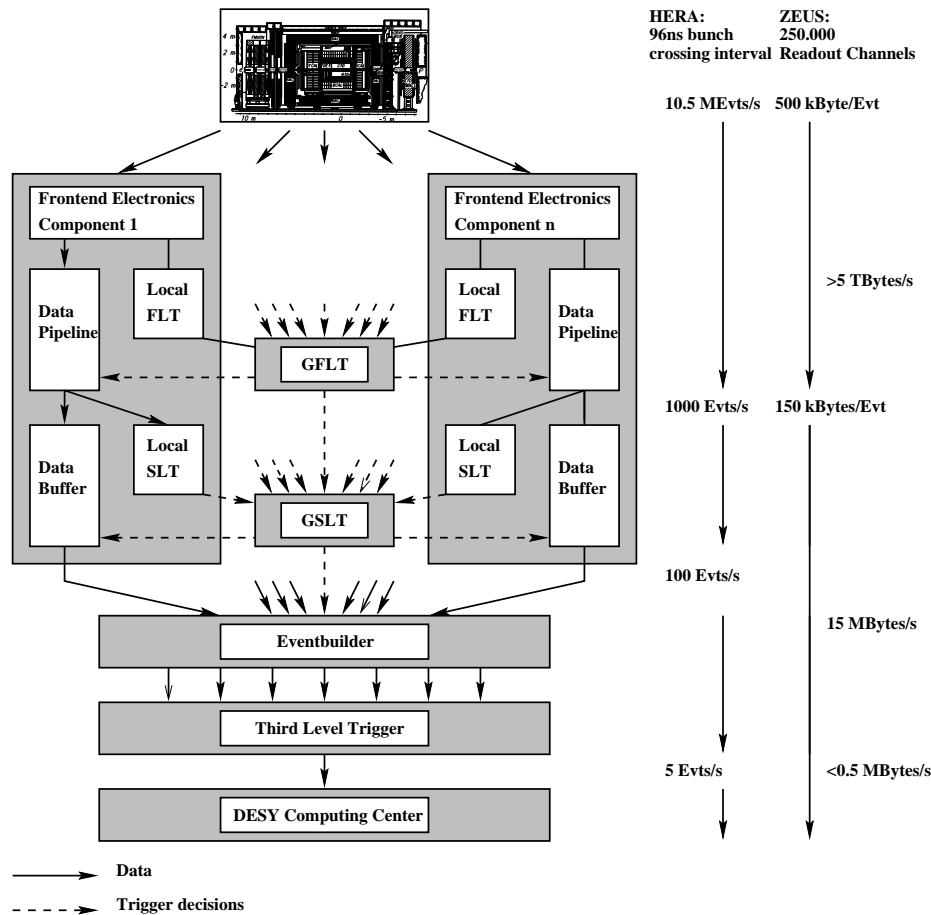 HERA:
96ns bunch
crossing interval
ZEUS:
250.000
Readout Channels
4 m
2 m
0
-2 m
10 m
0
-5 m
10.5 MEvts/s
500 kByte/Evt
Frontend Electronics
Component 1
Frontend Electronics
Component n
Data
Pipeline
Local
FLT
Local
FLT
Data
Pipeline
>5 TBytes/s
GFLT
1000 Evts/s
150 kBytes/Evt
Data
Buffer
Local
SLT
Local
SLT
Data
Buffer
GSLT
100 Evts/s
Eventbuilder
15 MBytes/s
Third Level Trigger
5 Evts/s
<0.5 MBytes/s
DESY Computing Center
Data
Trigger decisions